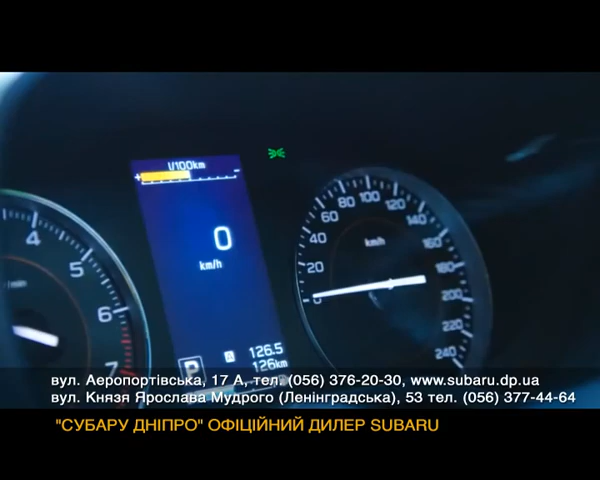 l/100km
+ -
0
km/h
P
A 126.5
126km
4
5
6
7
/min
0
20
40
60
80
100
120
140
160
180
200
240
km/h
вул. Аеропортівська, 17 А, тел. (056) 376-20-30, www.subaru.dp.ua
вул. Князя Ярослава Мудрого (Ленінградська), 53 тел. (056) 377-44-64
"СУБАРУ ДНІПРО" ОФІЦІЙНИЙ ДИЛЕР SUBARU